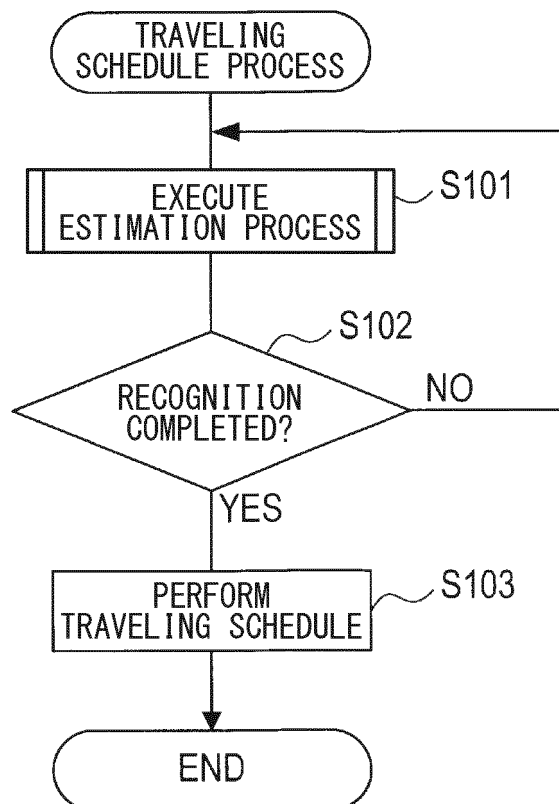 TRAVELING
SCHEDULE PROCESS
EXECUTE
ESTIMATION PROCESS
S101
S102
RECOGNITION
COMPLETED?
NO
YES
PERFORM
TRAVELING SCHEDULE
S103
END